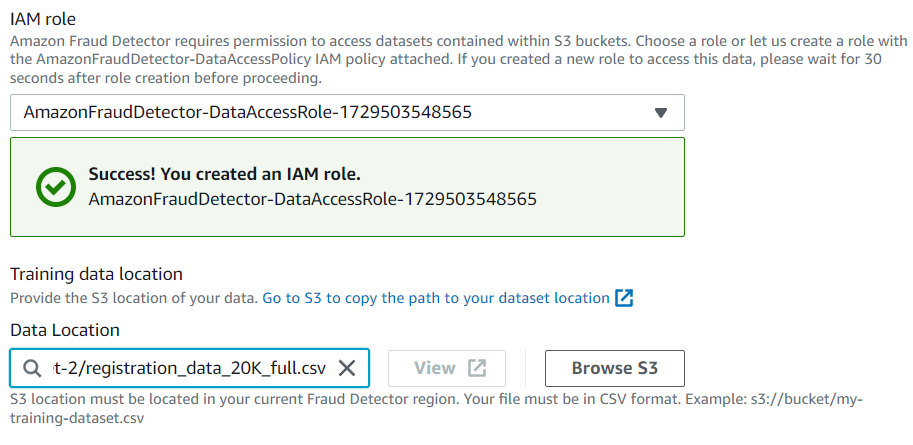 IAM role
Amazon Fraud Detector requires permission to access datasets contained within S3 buckets. Choose a role or let us create a role with
the AmazonFraudDetector-DataAccessPolicy IAM policy attached. If you created a new role to access this data, please wait for 30
seconds after role creation before proceeding.
AmazonFraudDetector-DataAccessRole-1729503548565
Success! You created an IAM role.
AmazonFraudDetector-DataAccessRole-1729503548565
Training data location
Provide the S3 location of your data. Go to S3 to copy the path to your dataset location
Data Location
t-2/registration_data_20K_full.csv View Browse S3
S3 location must be located in your current Fraud Detector region. Your file must be in CSV format. Example: s3://bucket/my-
training-dataset.csv